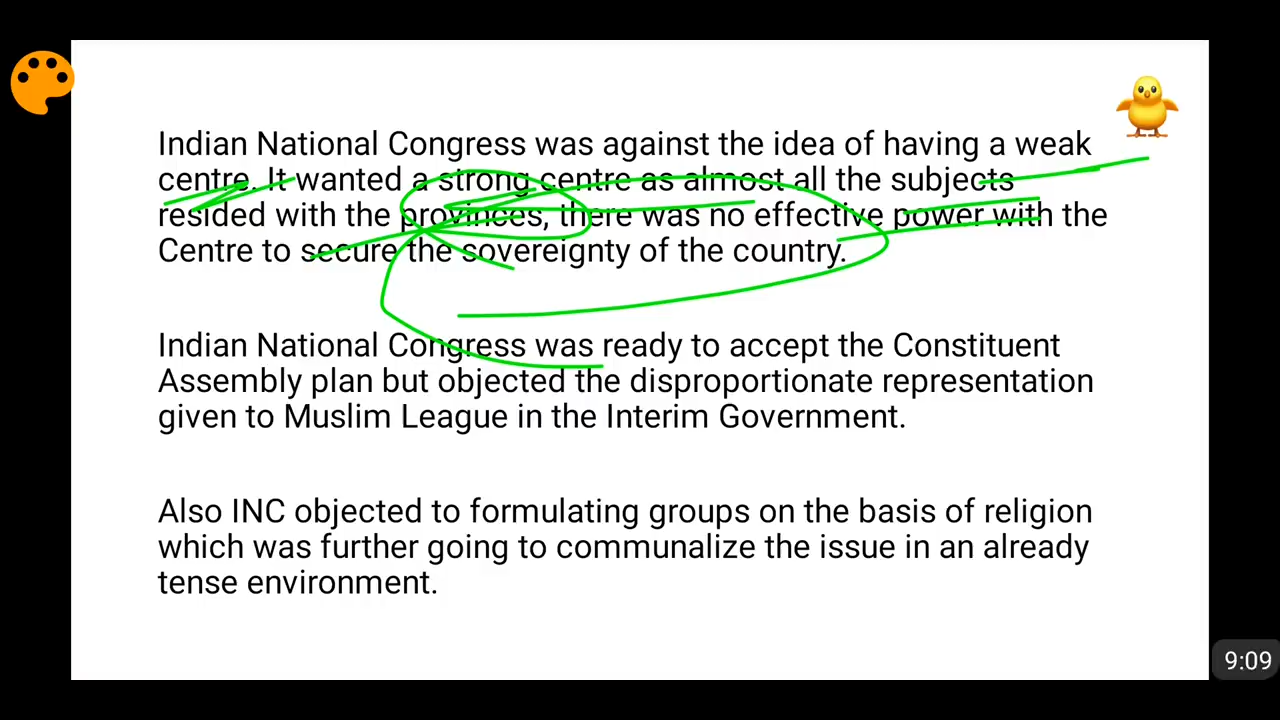 Indian National Congress was against the idea of having a weak
centre. It wanted a strong centre as almost all the subjects
resided with the provinces, there was no effective power with the
Centre to secure the sovereignty of the country.
Indian National Congress was ready to accept the Constituent
Assembly plan but objected the disproportionate representation
given to Muslim League in the Interim Government.
Also INC objected to formulating groups on the basis of religion
which was further going to communalize the issue in an already
tense environment.
9:09